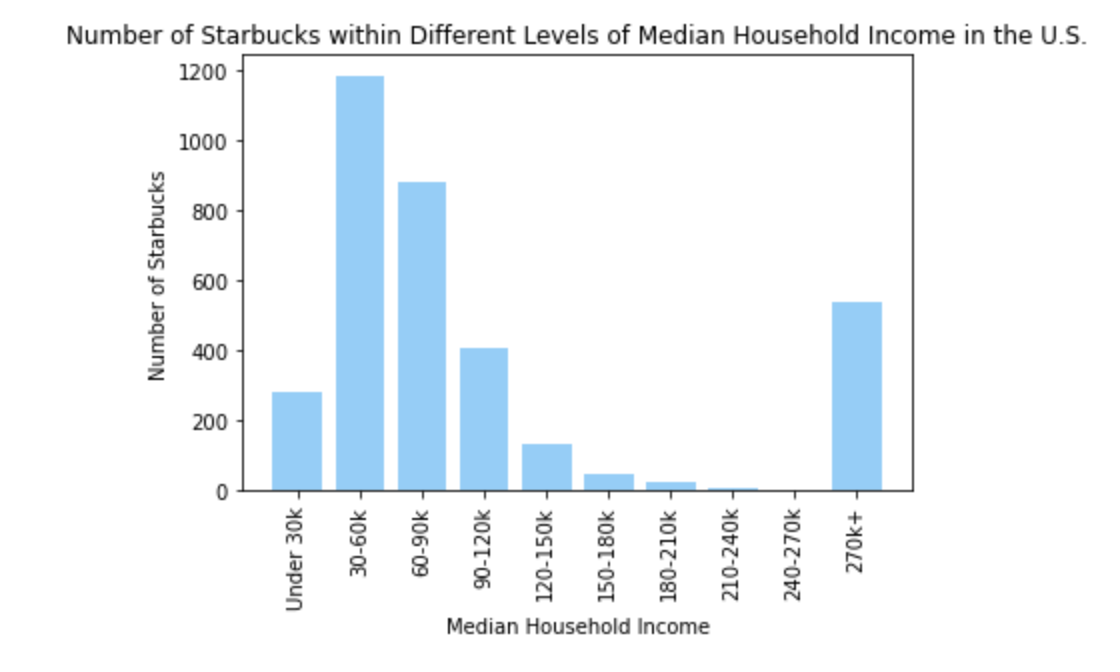 Number of Starbucks within Different Levels of Median Household Income in the U.S.
Number of Starbucks
1200
1000
800
600
400
200
0
Under 30k
30-60k
60-90k
90-120k
120-150k
150-180k
180-210k
210-240k
240-270k
270k+
Median Household Income